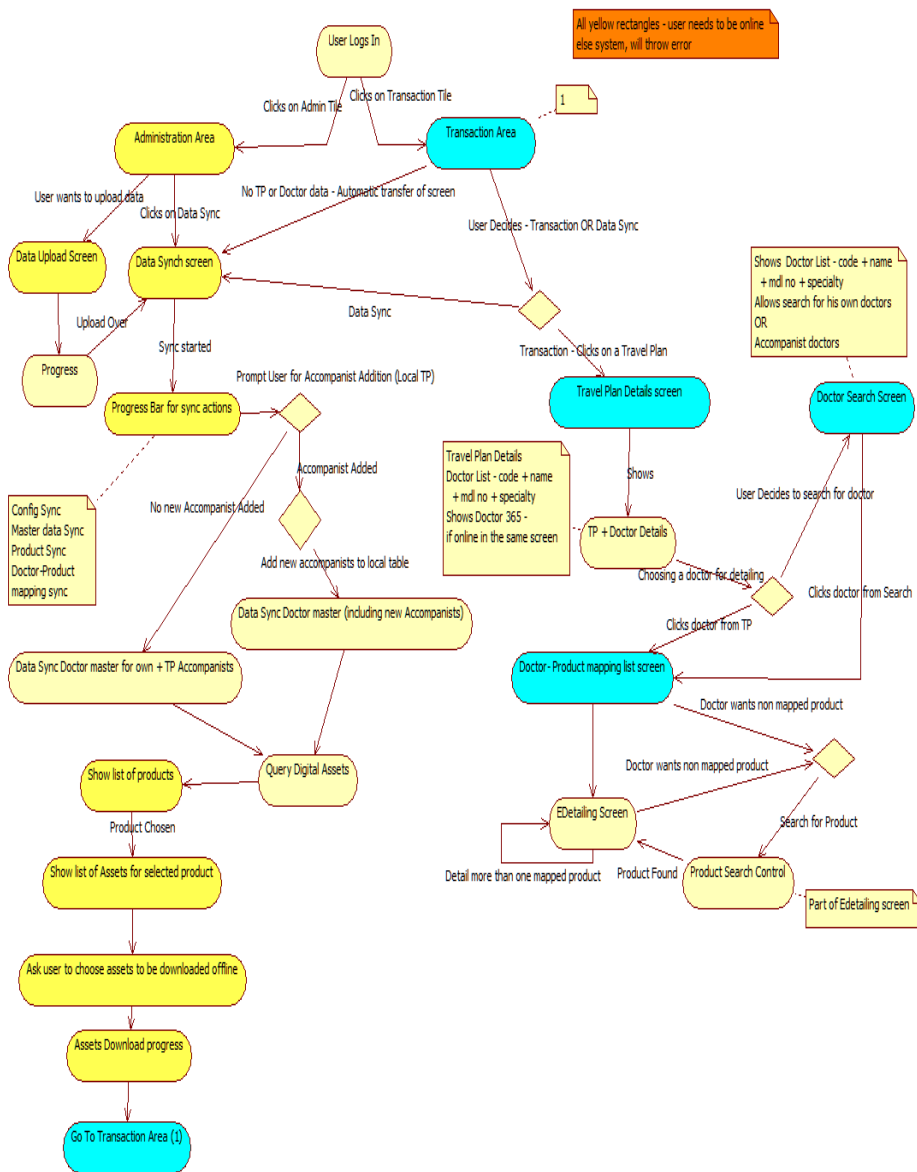 All yellow rectangles - user needs to be online
else system, will throw error
User Logs In
Clicks on Admin Tile
Clicks on Transaction Tile
1
Administration Area
Transaction Area
User wants to upload data
Clicks on Data Sync
No TP or Doctor data - Automatic transfer of screen
User Decides - Transaction OR Data Sync
Data Upload Screen
Data Synch screen
Shows Doctor List - code + name
+ mdl no + specialty
Allows search for his own doctors
OR
Accompanist doctors
Upload Over
Data Sync
Sync started
Transaction - Clicks on a Travel Plan
Progress
Prompt User for Accompanist Addition (Local TP)
Travel Plan Details screen
Doctor Search Screen
Progress Bar for sync actions
Travel Plan Details
Doctor List - code + name
+ mdl no + specialty
Shows Doctor 365 -
if online in the same screen
Accompanist Added
Shows
User Decides to search for doctor
Config Sync
Master data Sync
Product Sync
Doctor-Product
mapping sync
No new Accompanist Added
TP + Doctor Details
Add new accompanists to local table
Choosing a doctor for detailing
Clicks doctor from Search
Data Sync Doctor master (including new Accompanists)
Clicks doctor from TP
Data Sync Doctor master for own + TP Accompanists
Doctor- Product mapping list screen
Doctor wants non mapped product
Query Digital Assets
Show list of products
Doctor wants non mapped product
EDetailing Screen
Search for Product
Product Chosen
Detail more than one mapped product
Product Found
Product Search Control
Show list of Assets for selected product
Part of Edetailing screen
Ask user to choose assets to be downloaded offline
Assets Download progress
Go To Transaction Area (1)